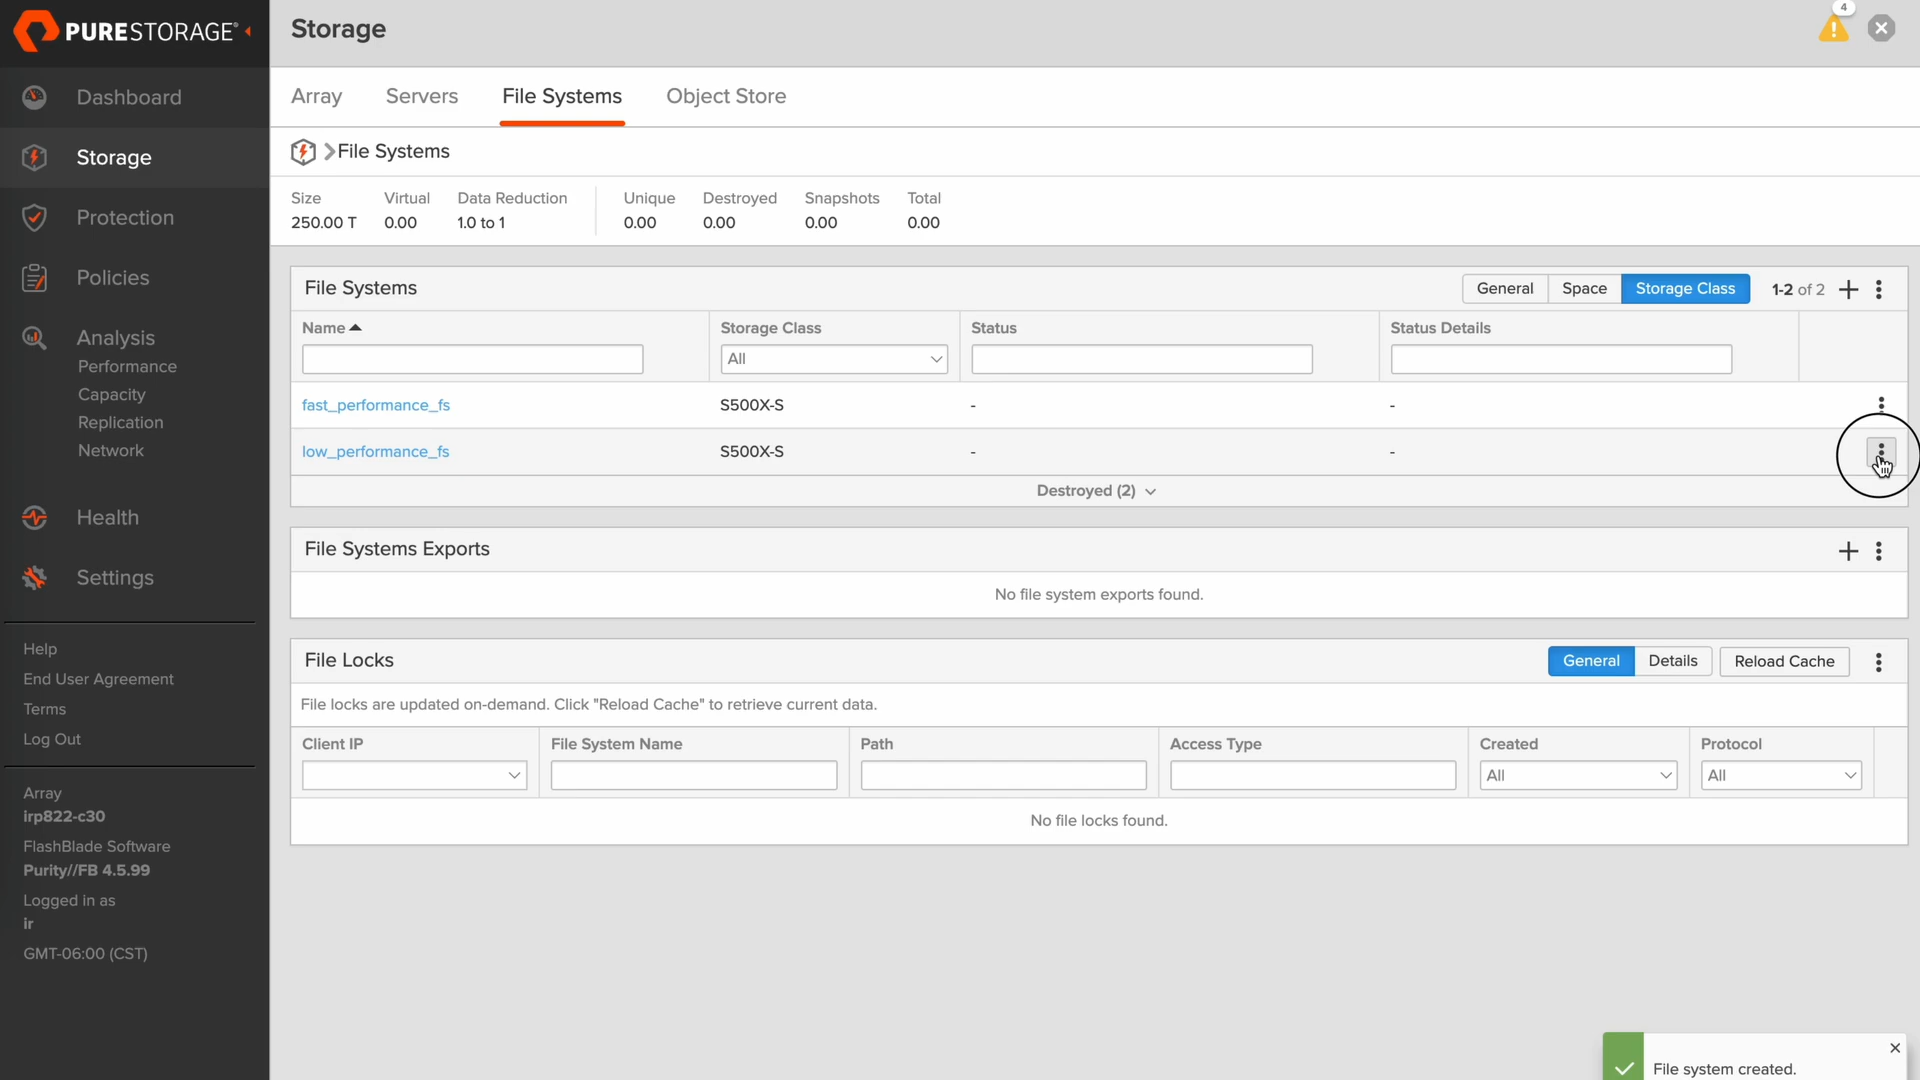 PURESTORAGE®
Dashboard
Storage
Protection
Policies
Analysis
Performance
Capacity
Replication
Network
Health
Settings
Help
End User Agreement
Terms
Log Out
Array
irp822-c30
FlashBlade Software
Purity//FB 4.5.99
Logged in as
ir
GMT-06:00 (CST)
Storage
4
Array Servers File Systems Object Store
File Systems
Size Virtual Data Reduction Unique Destroyed Snapshots Total
250.00 T 0.00 1.0 to 1 0.00 0.00 0.00 0.00
File Systems General Space Storage Class 1-2 of 2
Name Storage Class Status Status Details
All
fast_performance_fs S500X-S - -
low_performance_fs S500X-S - -
Destroyed (2)
File Systems Exports
No file system exports found.
File Locks General Details Reload Cache
File locks are updated on-demand. Click "Reload Cache" to retrieve current data.
Client IP File System Name Path Access Type Created Protocol
All All
No file locks found.
File system created.